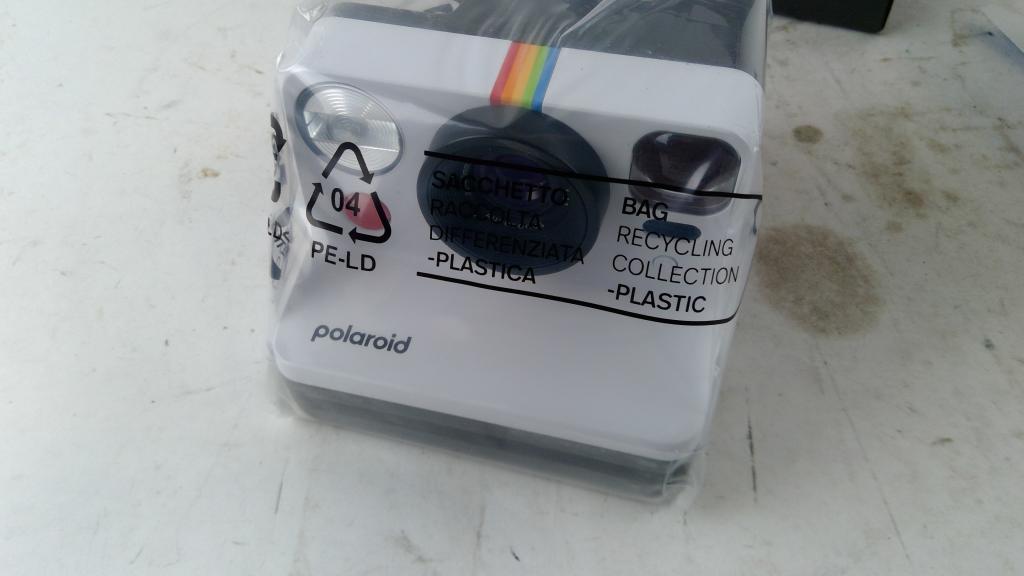 04
PE-LD
SACCHETTO
RACCOLTA
DIFFERENZIATA
-PLASTICA
BAG
RECYCLING
COLLECTION
-PLASTIC
polaroid